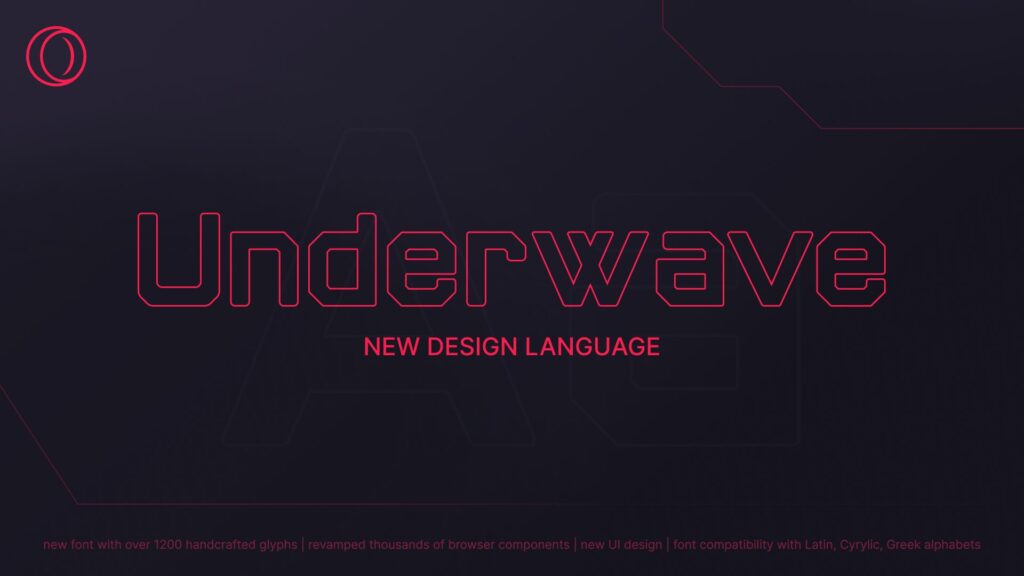 Underwave
NEW DESIGN LANGUAGE
new font with over 1200 handcrafted glyphs | revamped thousands of browser components | new UI design | font compatibility with Latin, Cyrylic, Greek alphabets
Aa